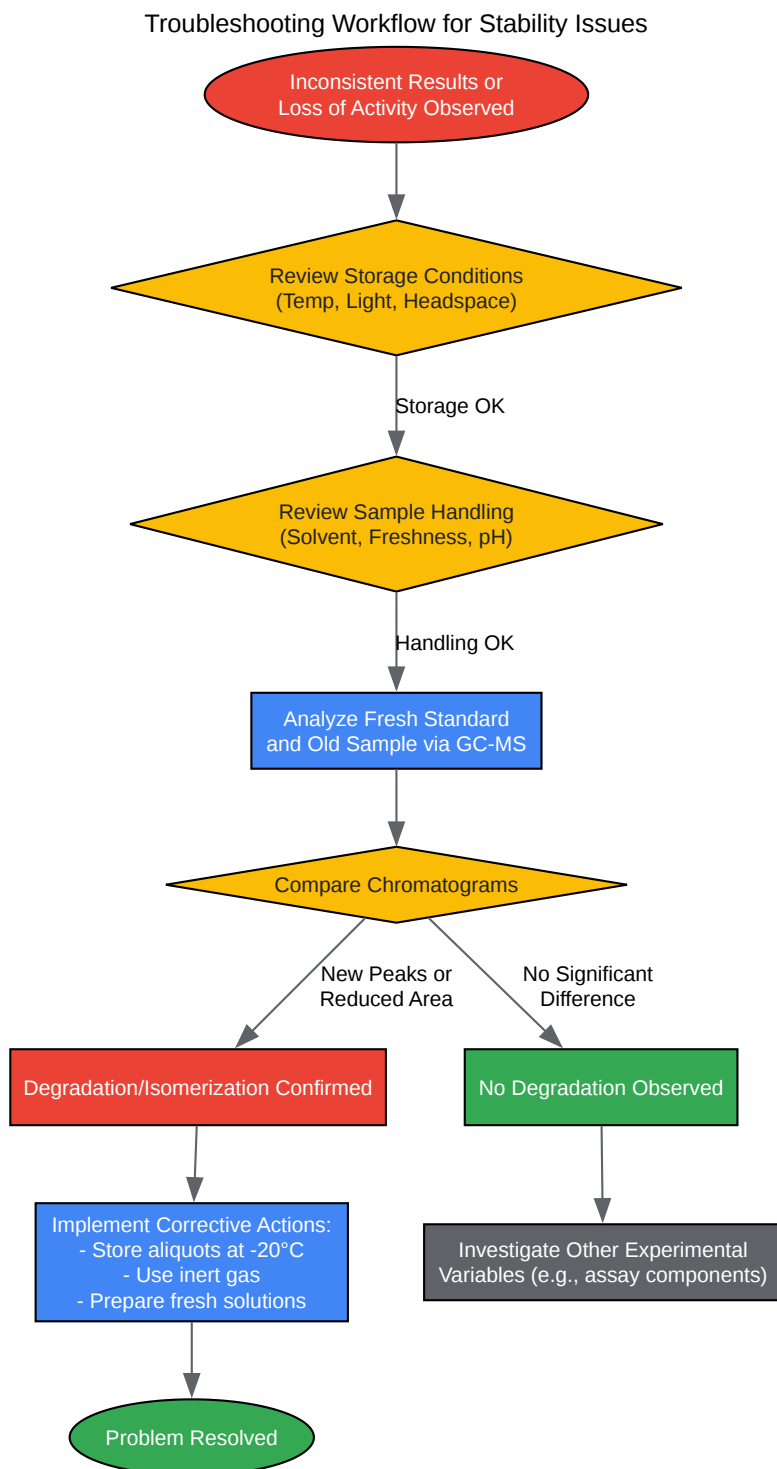 Troubleshooting Workflow for Stability Issues
Inconsistent Results or
Loss of Activity Observed
Review Storage Conditions
(Temp, Light, Headspace)
Storage OK
Review Sample Handling
(Solvent, Freshness, pH)
Handling OK
Analyze Fresh Standard
and Old Sample via GC-MS
Compare Chromatograms
New Peaks or
Reduced Area
No Significant
Difference
Degradation/Isomerization Confirmed
No Degradation Observed
Implement Corrective Actions:
- Store aliquots at -20°C
- Use inert gas
- Prepare fresh solutions
Investigate Other Experimental
Variables (e.g., assay components)
Problem Resolved